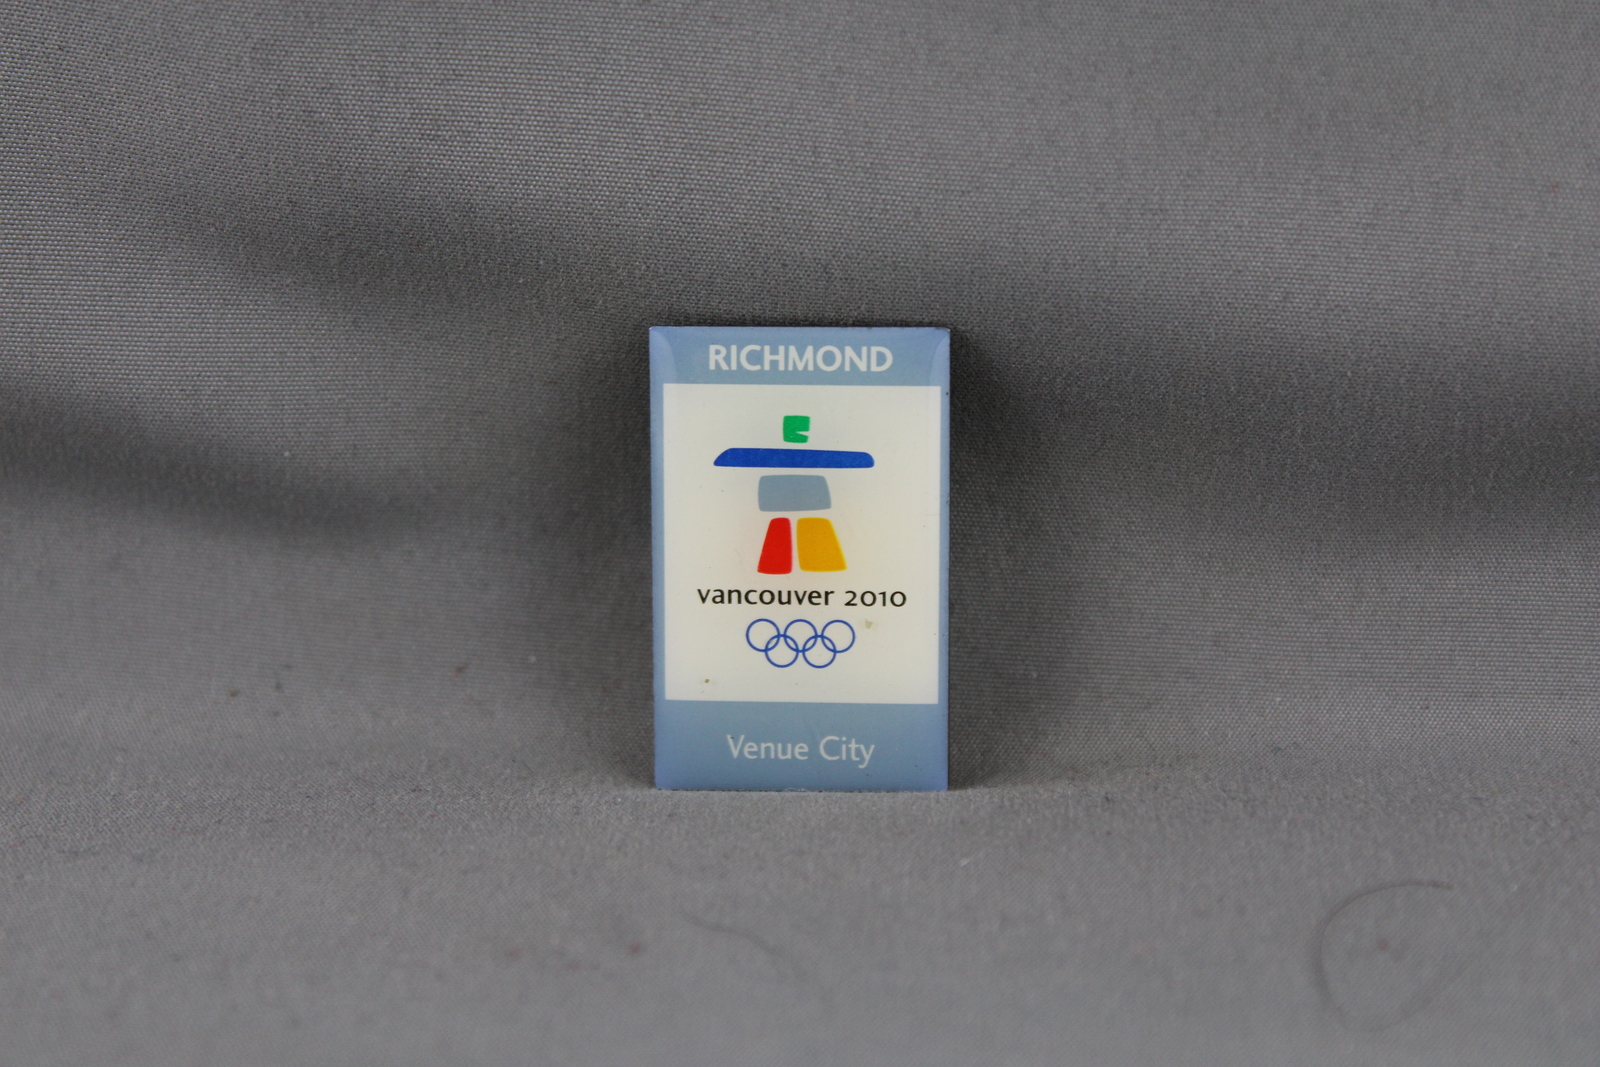 RICHMOND
vancouver 2010
Venue City